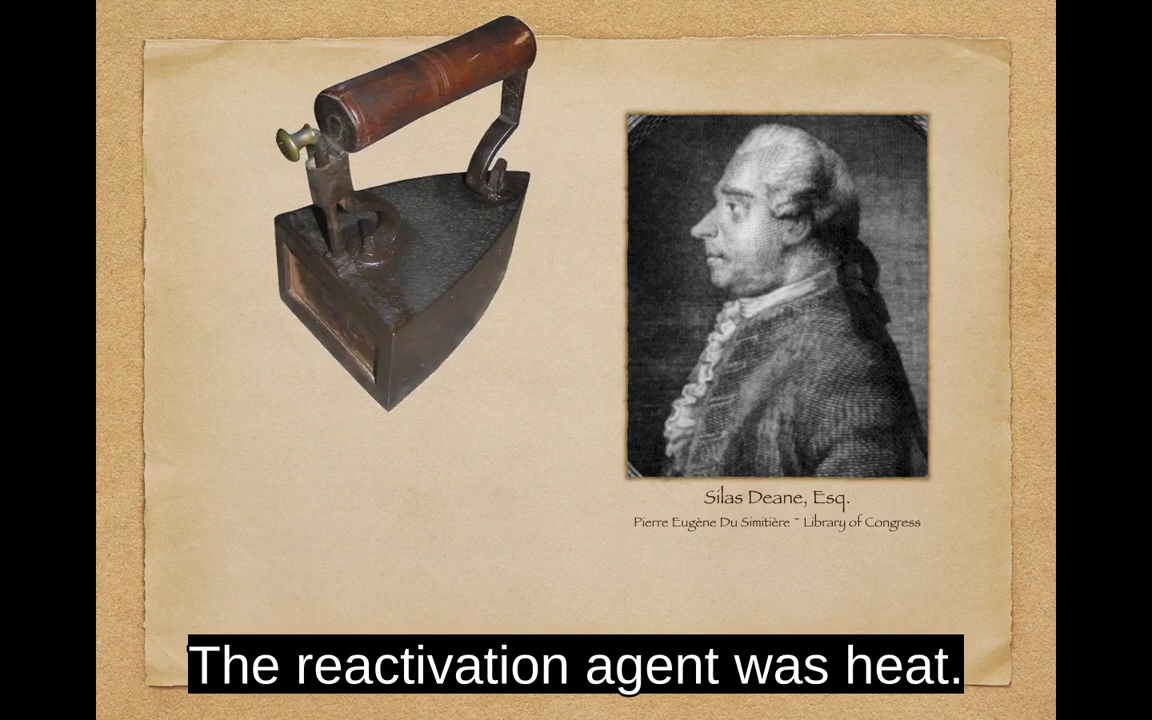 Silas Deane, Esq.
Pierre Eugène Du Simitière ~ Library of Congress
The reactivation agent was heat.